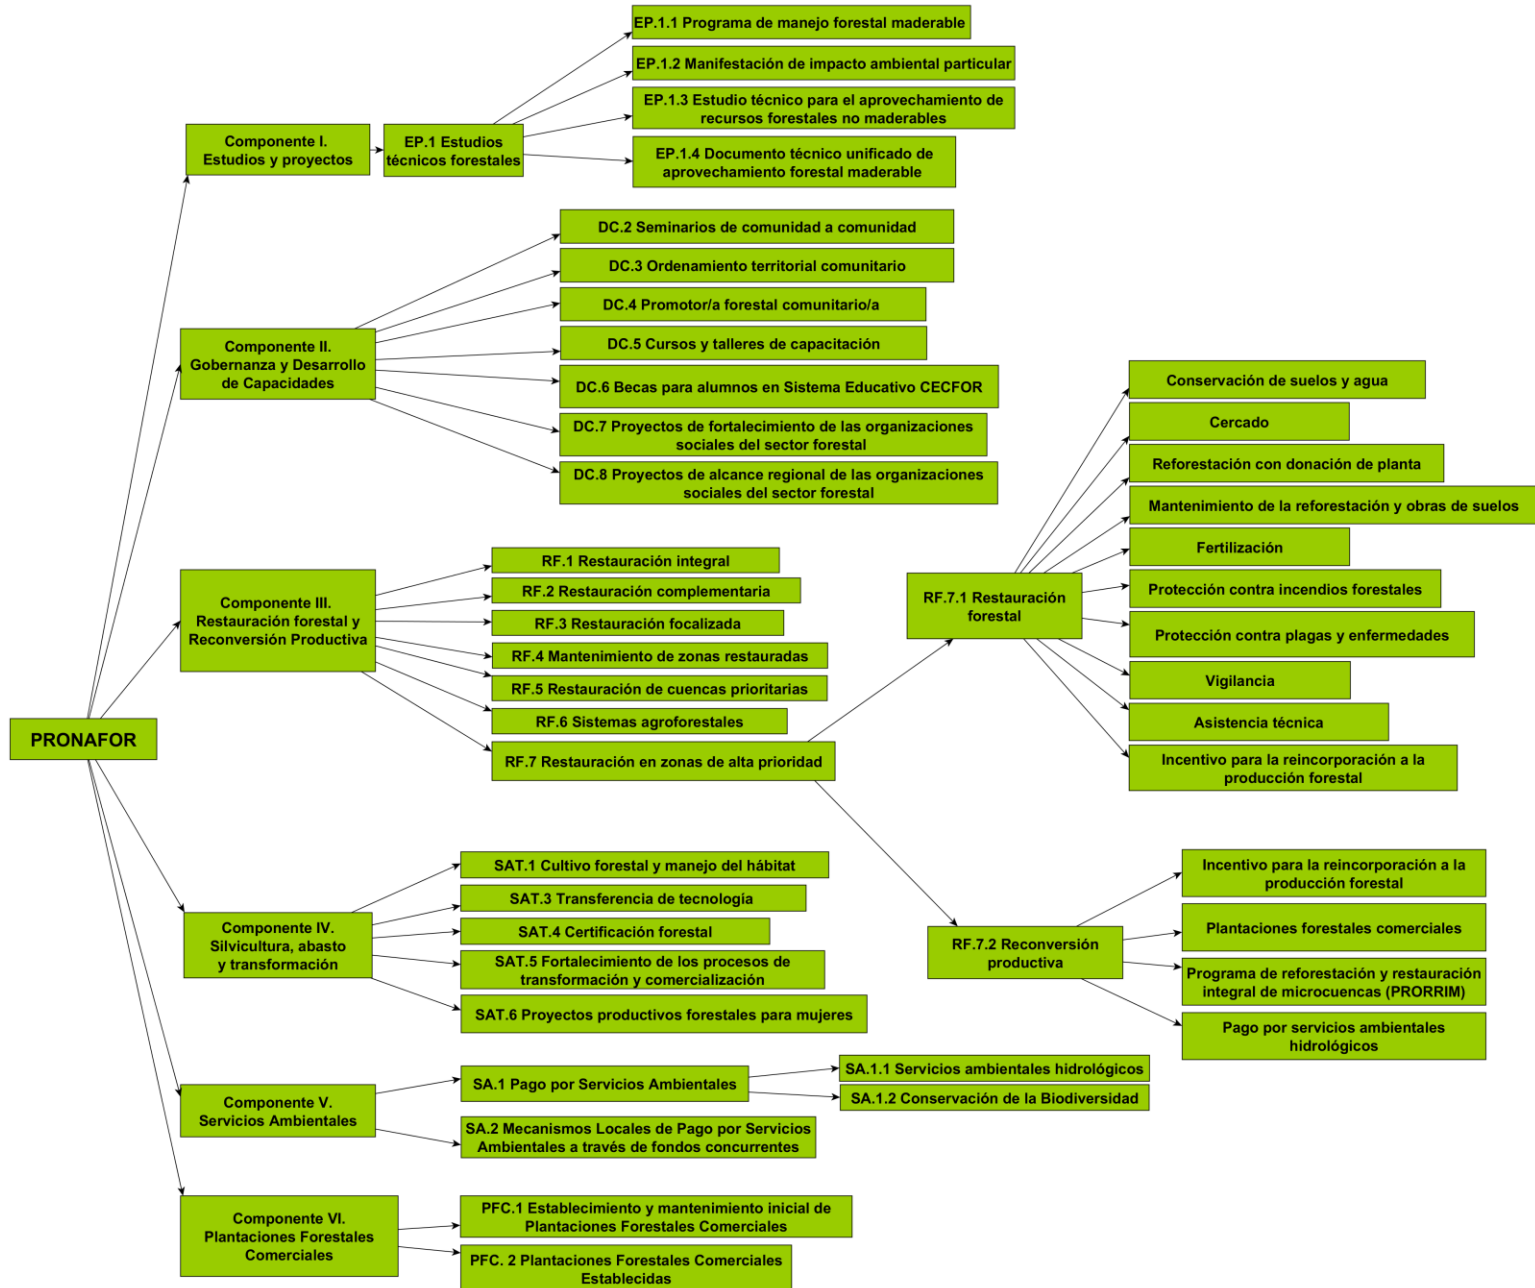 PRONAFOR
Componente I.
Estudios y proyectos
EP.1 Estudios
técnicos forestales
EP.1.1 Programa de manejo forestal maderable
EP.1.2 Manifestación de impacto ambiental particular
EP.1.3 Estudio técnico para el aprovechamiento de
recursos forestales no maderables
EP.1.4 Documento técnico unificado de
aprovechamiento forestal maderable
Componente II.
Gobernanza y Desarrollo
de Capacidades
DC.2 Seminarios de comunidad a comunidad
DC.3 Ordenamiento territorial comunitario
DC.4 Promotor/a forestal comunitario/a
DC.5 Cursos y talleres de capacitación
DC.6 Becas para alumnos en Sistema Educativo CECFOR
DC.7 Proyectos de fortalecimiento de las organizaciones
sociales del sector forestal
DC.8 Proyectos de alcance regional de las organizaciones
sociales del sector forestal
Componente III.
Restauración forestal y
Reconversión Productiva
RF.1 Restauración integral
RF.2 Restauración complementaria
RF.3 Restauración focalizada
RF.4 Mantenimiento de zonas restauradas
RF.5 Restauración de cuencas prioritarias
RF.6 Sistemas agroforestales
RF.7 Restauración en zonas de alta prioridad
RF.7.1 Restauración
forestal
Conservación de suelos y agua
Cercado
Reforestación con donación de planta
Mantenimiento de la reforestación y obras de suelos
Fertilización
Protección contra incendios forestales
Protección contra plagas y enfermedades
Vigilancia
Asistencia técnica
Incentivo para la reincorporación a la
producción forestal
RF.7.2 Reconversión
productiva
Incentivo para la reincorporación a la
producción forestal
Plantaciones forestales comerciales
Programa de reforestación y restauración
integral de microcuencas (PRORRIM)
Pago por servicios ambientales
hidrológicos
Componente IV.
Silvicultura, abasto
y transformación
SAT.1 Cultivo forestal y manejo del hábitat
SAT.3 Transferencia de tecnología
SAT.4 Certificación forestal
SAT.5 Fortalecimiento de los procesos de
transformación y comercialización
SAT.6 Proyectos productivos forestales para mujeres
Componente V.
Servicios Ambientales
SA.1 Pago por Servicios Ambientales
SA.1.1 Servicios ambientales hidrológicos
SA.1.2 Conservación de la Biodiversidad
SA.2 Mecanismos Locales de Pago por Servicios
Ambientales a través de fondos concurrentes
Componente VI.
Plantaciones Forestales
Comerciales
PFC.1 Establecimiento y mantenimiento inicial de
Plantaciones Forestales Comerciales
PFC. 2 Plantaciones Forestales Comerciales
Establecidas